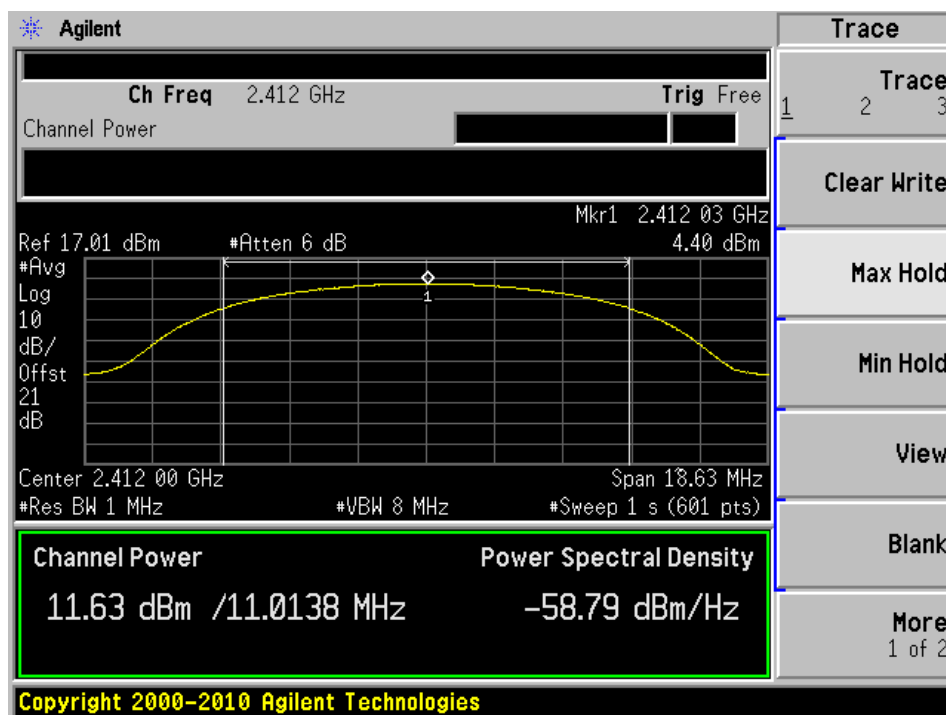 Agilent
Trace
Ch Freq 2.412 GHz
Trig Free
Channel Power
Mkr1 2.412 03 GHz
Ref 17.01 dBm #Atten 6 dB 4.40 dBm
#Avg
Log
10
dB/
Offst
21
dB
1
Center 2.412 00 GHz Span 18.63 MHz
#Res BW 1 MHz #VBW 8 MHz #Sweep 1 s (601 pts)
Channel Power Power Spectral Density
11.63 dBm /11.0138 MHz -58.79 dBm/Hz
Trace
1 2 3
Clear Write
Max Hold
Min Hold
View
Blank
More
1 of 2
Copyright 2000-2010 Agilent Technologies